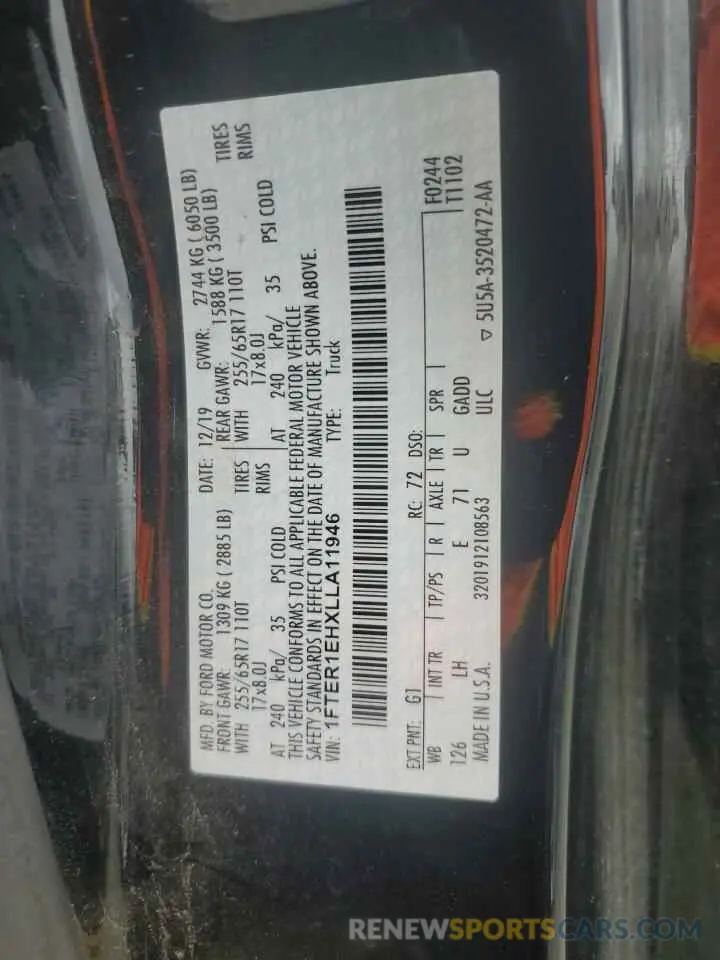 MFD. BY FORD MOTOR CO. DATE: 12/19 GVWR: 2744 KG ( 6050 LB)
FRONT GAWR: 1309 KG ( 2885 LB) REAR GAWR: 1588 KG ( 3500 LB)
WITH 255/65R17 110T TIRES WITH 255/65R17 110T TIRES
17x8.0J RIMS 17x8.0J RIMS
AT 240 kPa/ 35 PSI COLD AT 240 kPa/ 35 PSI COLD
THIS VEHICLE CONFORMS TO ALL APPLICABLE FEDERAL MOTOR VEHICLE
SAFETY STANDARDS IN EFFECT ON THE DATE OF MANUFACTURE SHOWN ABOVE.
VIN: 1FTER1EHXLLA11946 TYPE: Truck
EXT PNT: G1 RC: 72 DSO: F0244
WB INT TR TP/PS R AXLE TR SPR T1102
126 LH E 71 U GADD
MADE IN U.S.A. 3201912108563 ULC ▽ 5U5A-3520472-AA
RENEWSPORTSCARS.COM